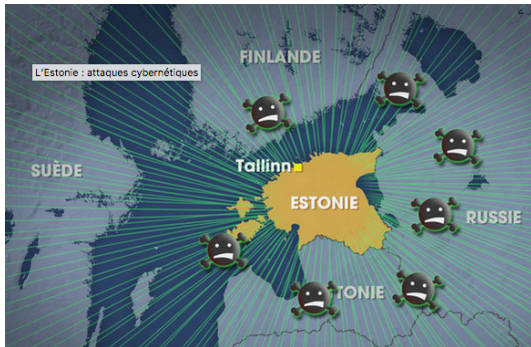 FINLANDE
L'Estonie : attaques cybernétiques
Tallinn
SUÈDE
ESTONIE
RUSSIE
TONIE